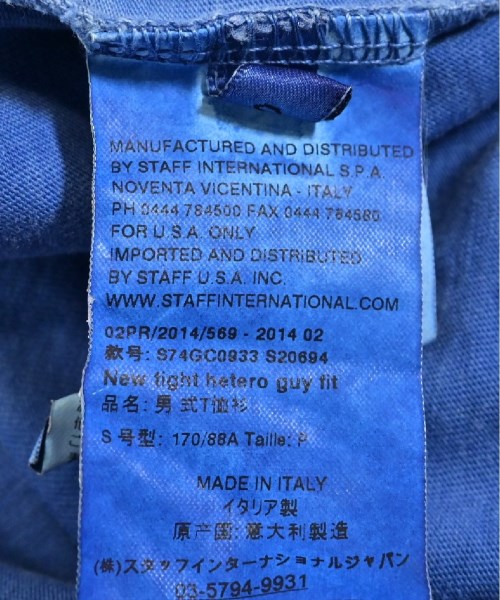 MANUFACTURED AND DISTRIBUTED
BY STAFF INTERNATIONAL S.P.A.
NOVENTA VICENTINA - ITALY
PH 0444 784500 FAX 0444 784580
FOR U.S.A. ONLY
IMPORTED AND DISTRIBUTED
BY STAFF U.S.A. INC.
WWW.STAFFINTERNATIONAL.COM
02PR/2014/569 - 2014 02
款号: S74GC0933 S20694
New tight hetero guy fit
品名: 男 式T恤衫
S 号型: 170/88A Taille: P
MADE IN ITALY
イタリア製
原产国: 意大利製造
(株)スタッフインターナショナルジャパン
03-5794-9931